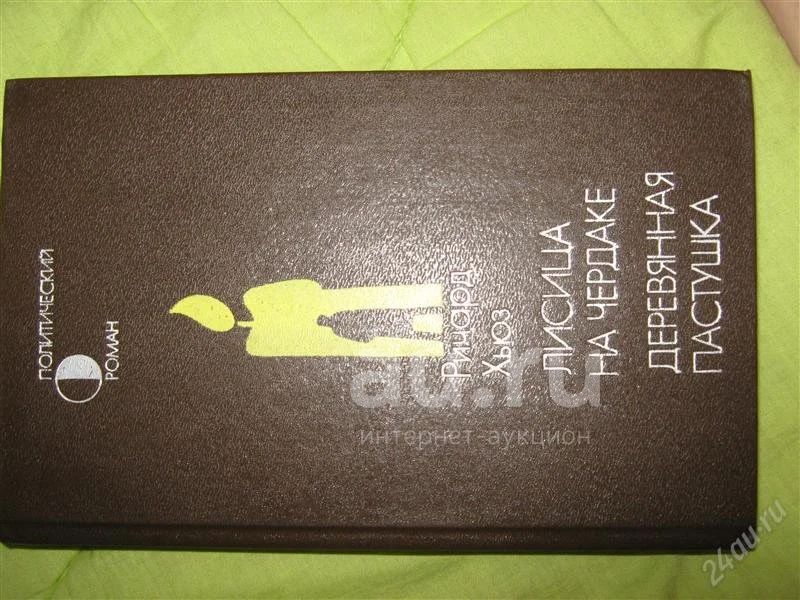 ПОЛИТИЧЕСКИЙ
РОМАН
Ричард
Хьюз
ЛИСИЦА
НА ЧЕРДАКЕ
ДЕРЕВЯННАЯ
ПАСТУШКА
au.ru
интернет-аукцион
24au.ru